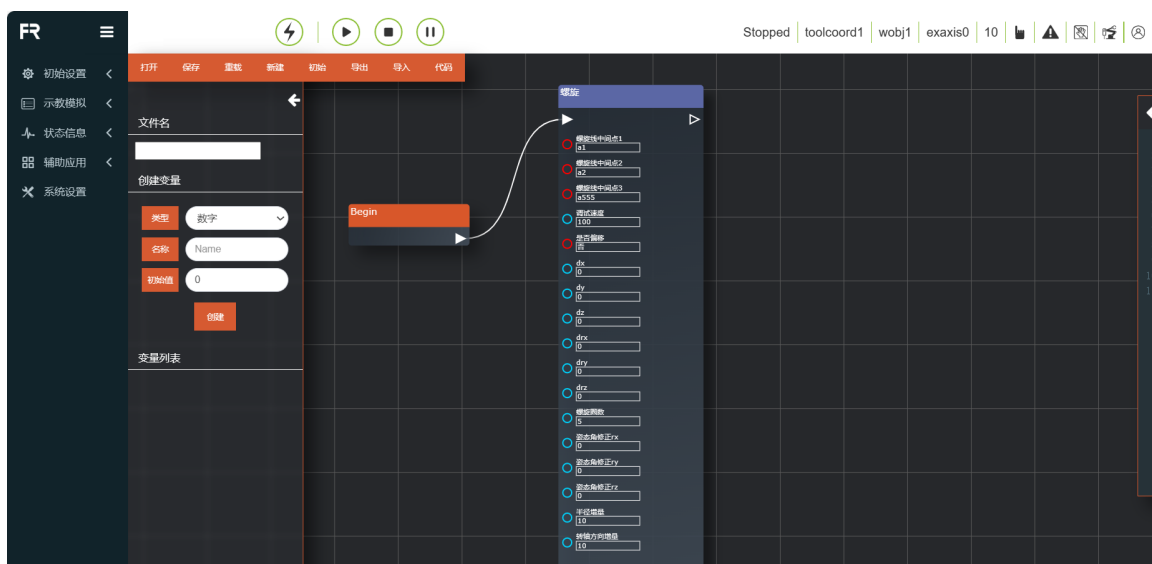 FR
Stopped toolcoord1 wobj1 exaxis0 10
初始设置
示教模拟
状态信息
辅助应用
系统设置
打开 保存 重载 新建 初始 导出 导入 代码
文件名
创建变量
类型 数字
名称 Name
初始值 0
创建
变量列表
Begin
螺旋
螺旋线中间点1
a1
螺旋线中间点2
a2
螺旋线中间点3
a555
调试速度
100
是否偏移
否
dx
0
dy
0
dz
0
drx
0
dry
0
drz
0
螺旋圈数
5
姿态角修正rx
0
姿态角修正ry
0
姿态角修正rz
0
半径增量
10
转轴方向增量
10